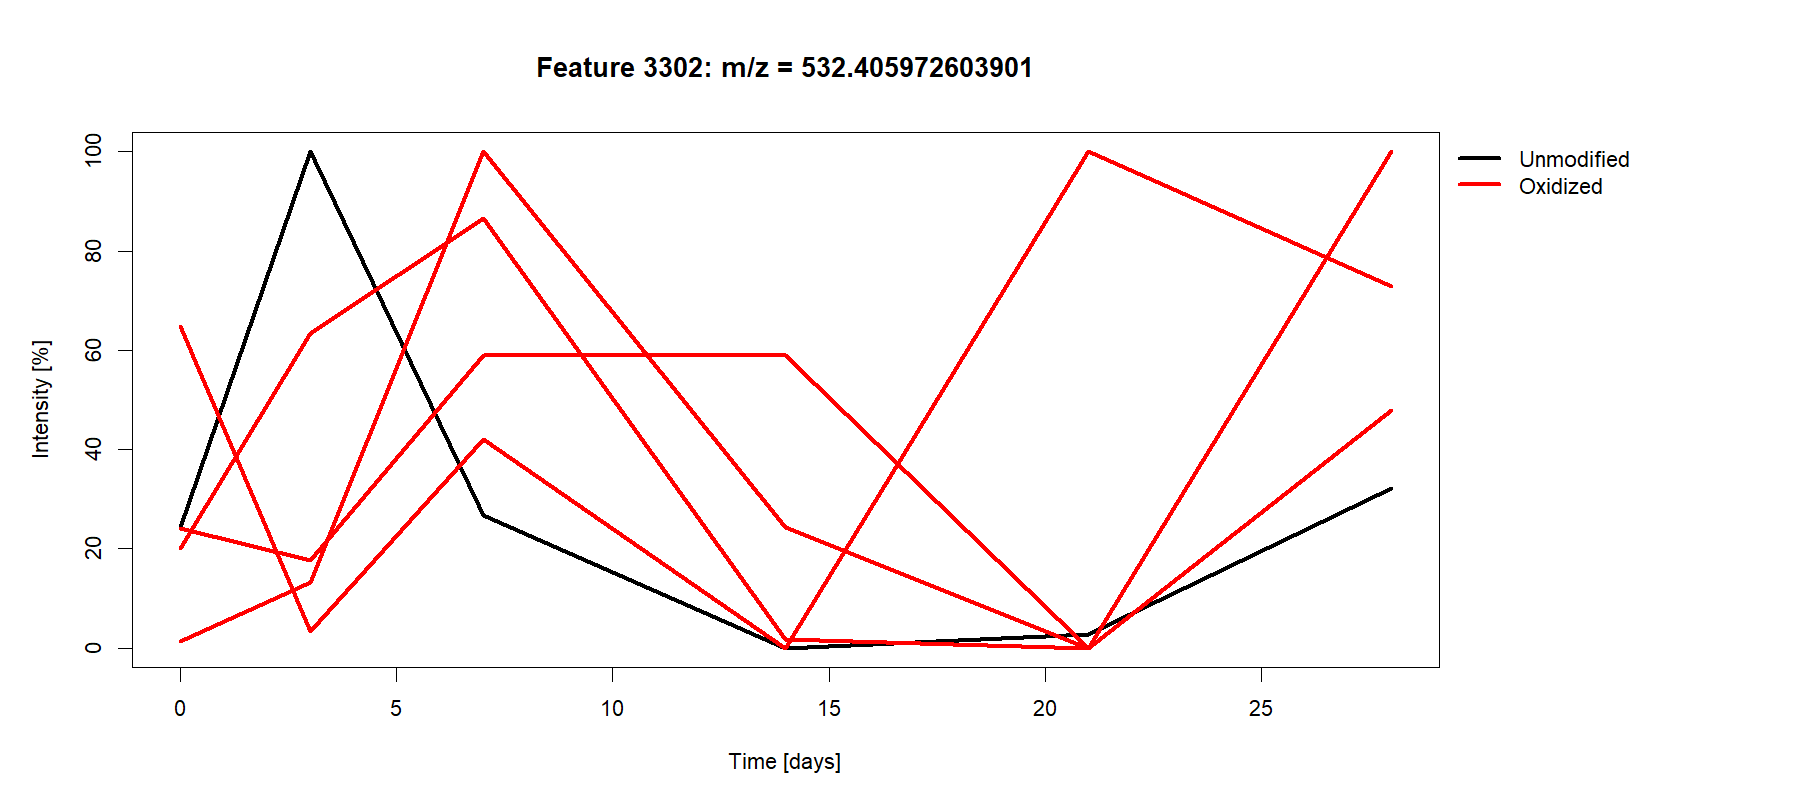 Feature 3302: m/z = 532.405972603901
Unmodified
Oxidized
Intensity [%]
100
80
60
40
20
0
0 5 10 15 20 25
Time [days]